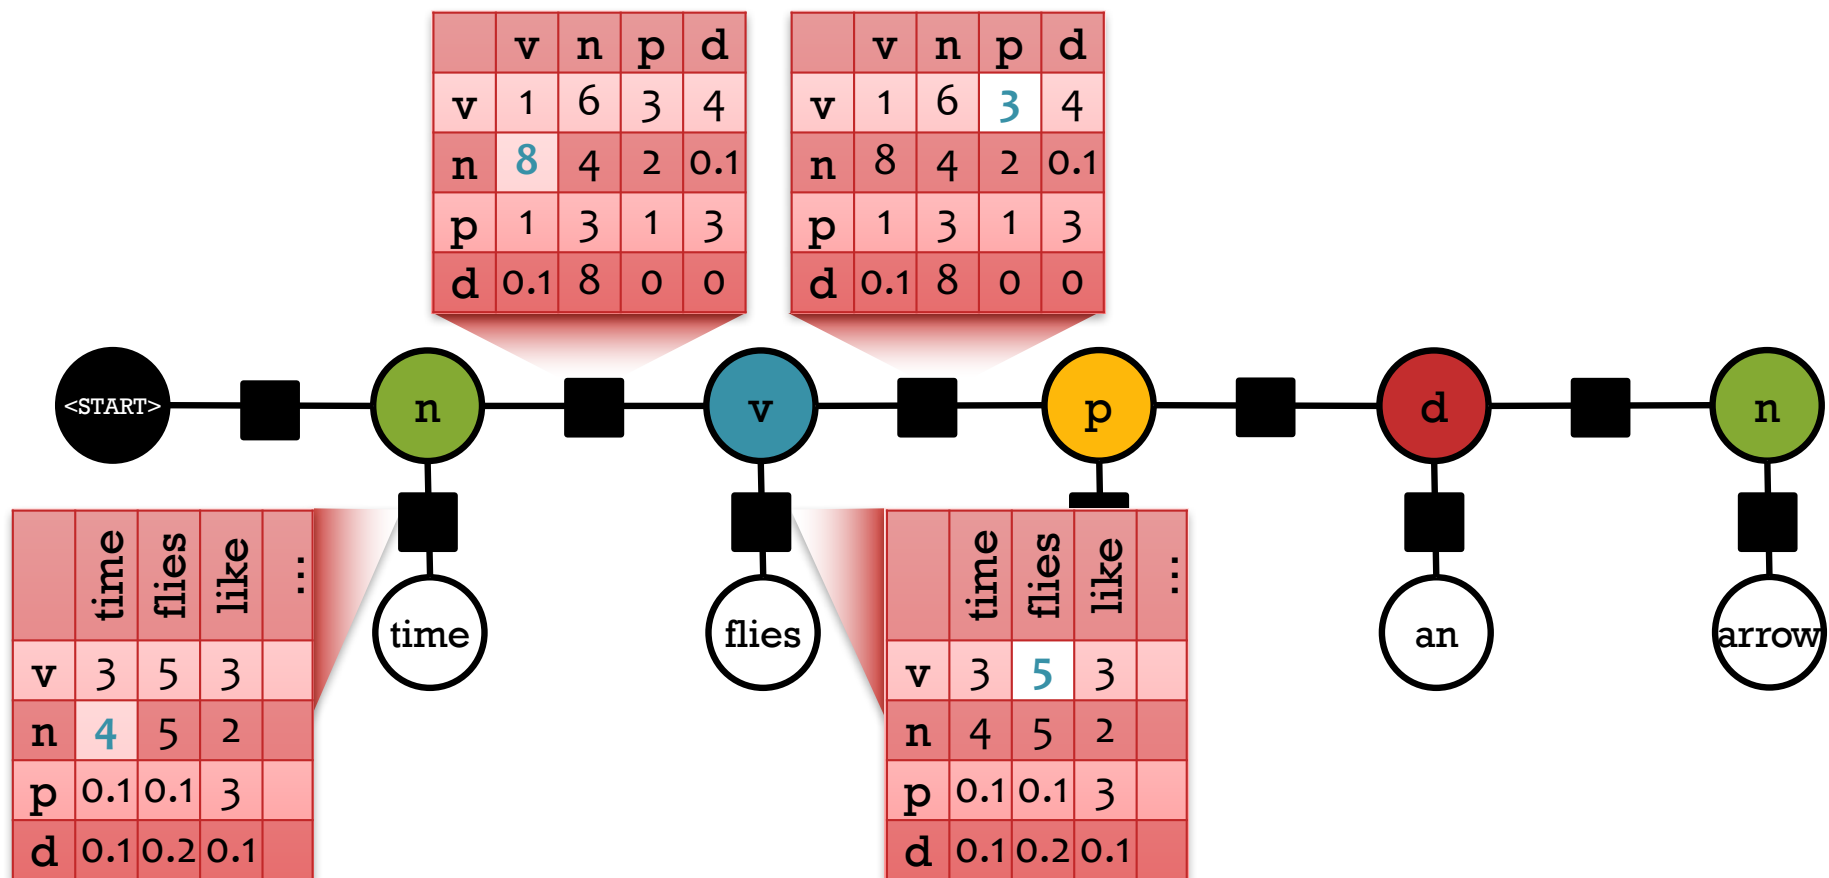 v n p d
v 1 6 3 4
n 8 4 2 0.1
p 1 3 1 3
d 0.1 8 0 0
v n p d
v 1 6 3 4
n 8 4 2 0.1
p 1 3 1 3
d 0.1 8 0 0
<START> n v p d n
time flies like ...
v 3 5 3
n 4 5 2
p 0.1 0.1 3
d 0.1 0.2 0.1
time flies an arrow
time flies like ...
v 3 5 3
n 4 5 2
p 0.1 0.1 3
d 0.1 0.2 0.1